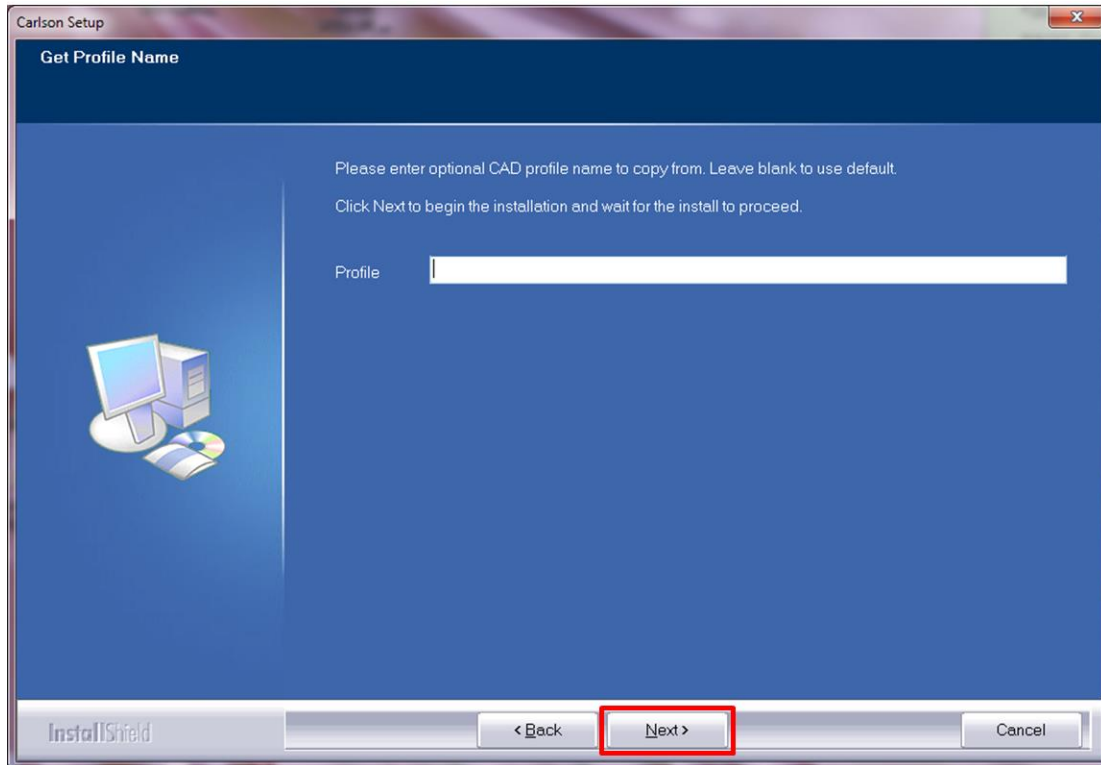 Carlson Setup
Get Profile Name
Please enter optional CAD profile name to copy from. Leave blank to use default.
Click Next to begin the installation and wait for the install to proceed.
Profile
InstallShield
< Back
Next >
Cancel